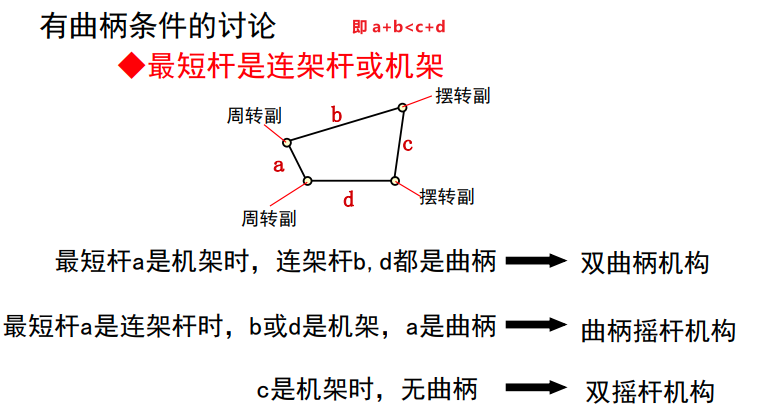 有曲柄条件的讨论
即 a+b<c+d
◆最短杆是连架杆或机架
摆转副
周转副
b
c
a
d
摆转副
周转副
最短杆a是机架时，连架杆b,d都是曲柄
双曲柄机构
最短杆a是连架杆时，b或d是机架，a是曲柄
曲柄摇杆机构
c是机架时，无曲柄
双摇杆机构